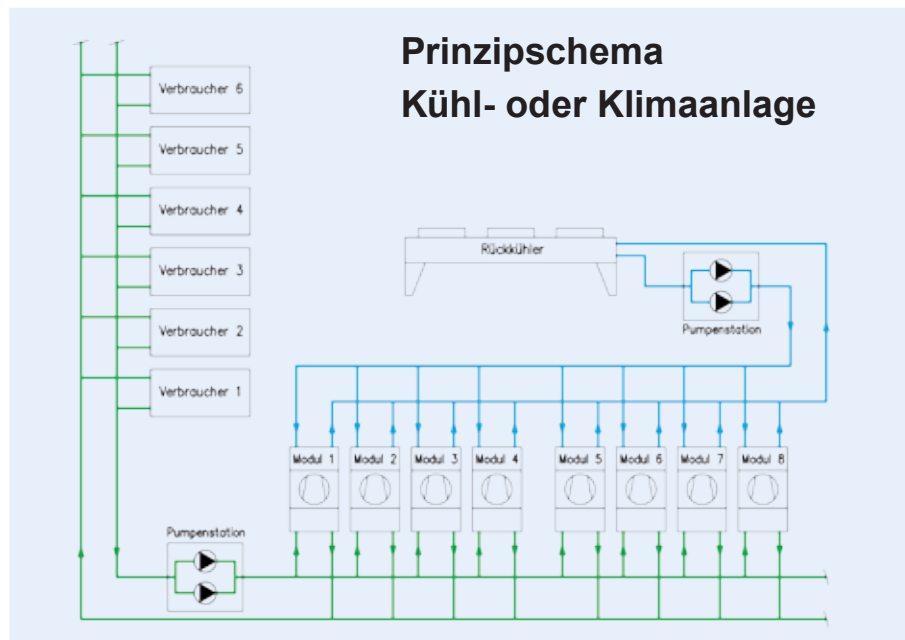 Prinzipschema
Kühl- oder Klimaanlage
Verbraucher 6
Verbraucher 5
Verbraucher 4
Verbraucher 3
Verbraucher 2
Verbraucher 1
Rückkühler
Pumpenstation
Modul 1 Modul 2 Modul 3 Modul 4 Modul 5 Modul 6 Modul 7 Modul 8
Pumpenstation